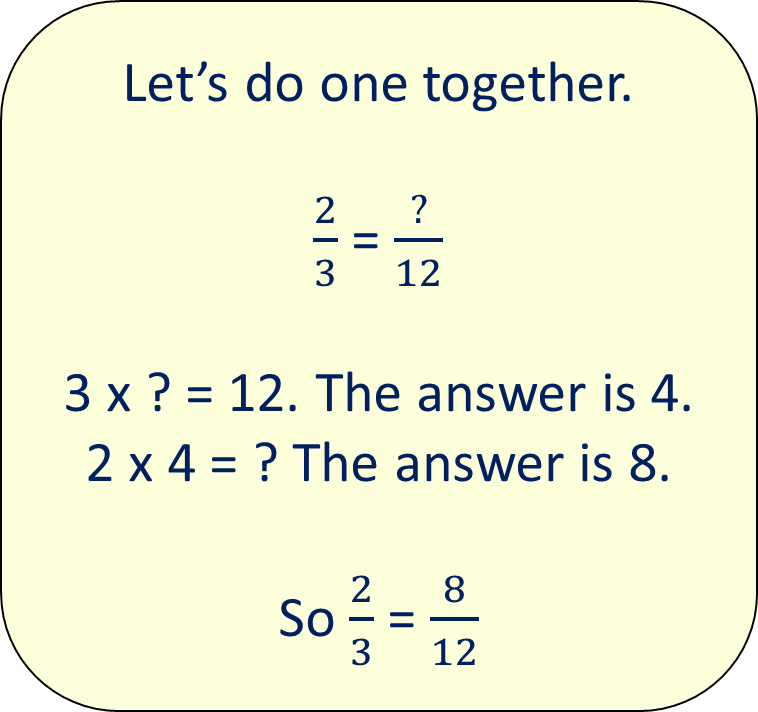 Let’s do one together.
2/3 = ?/12
3 x ? = 12. The answer is 4.
2 x 4 = ? The answer is 8.
So 2/3 = 8/12